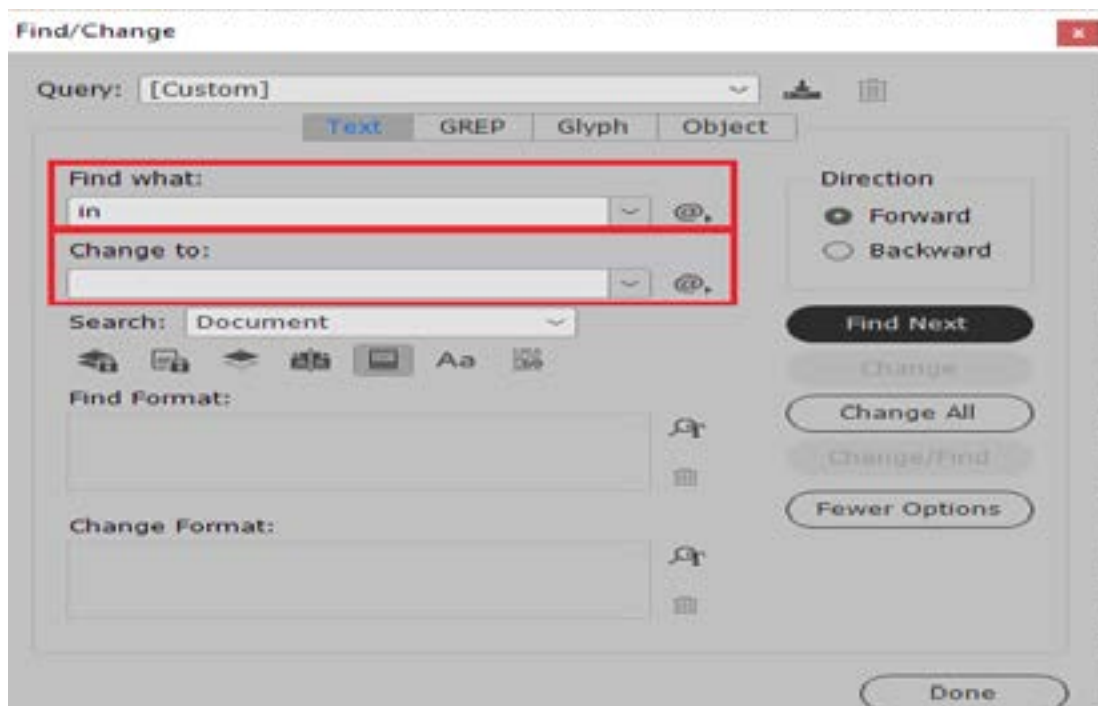 Find/Change
Query: [Custom]
Text GREP Glyph Object
Find what:
in
@
Change to:
@
Direction
Forward
Backward
Search: Document
Aa
Find Format:
Change Format:
Find Next
Change
Change All
Change/Find
Fewer Options
Done